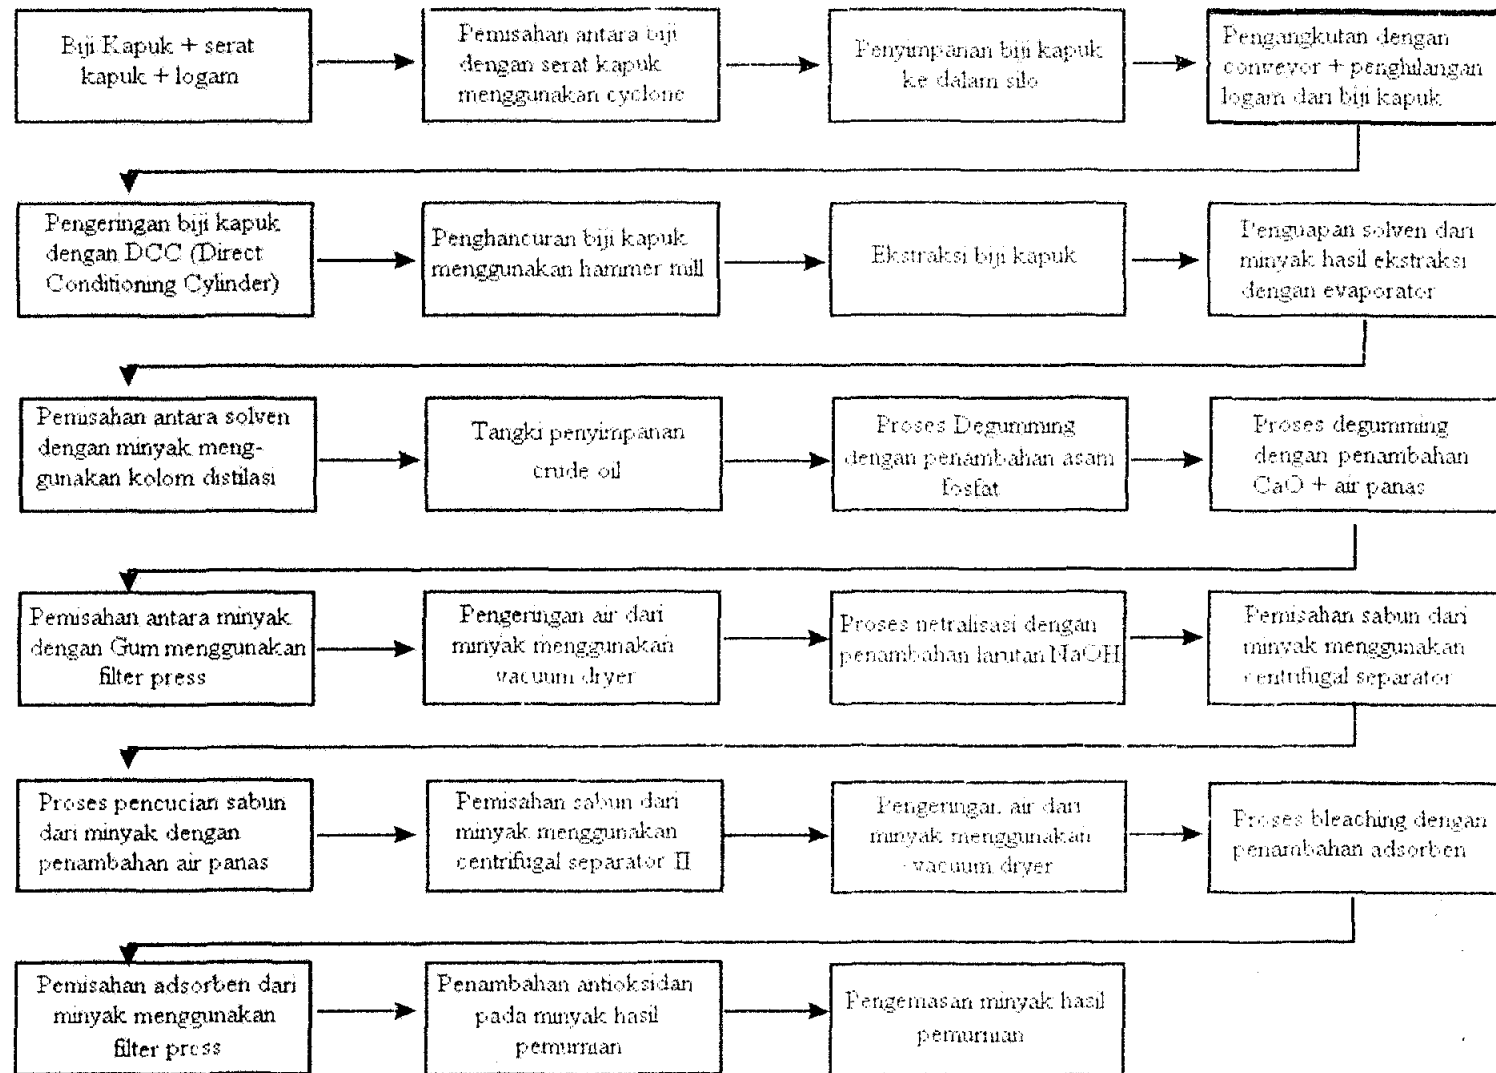 Biji Kapuk + serat
kapuk + logam
Pemisahan antara biji
dengan serat kapuk
menggunakan cyclone
Penyimpanan biji kapuk
ke dalam silo
Pengangkutan dengan
conveyor + penghilangan
logam dari biji kapuk
Pengeringan biji kapuk
dengan DCC (Direct
Conditioning Cylinder)
Penghancuran biji kapuk
menggunakan hammer mill
Ekstraksi biji kapuk
Penguapan solven dari
minyak hasil ekstraksi
dengan evaporator
Pemisahan antara solven
dengan minyak meng-
gunakan kolom distilasi
Tangki penyimpanan
crude oil
Proses Degumming
dengan penambahan asam
fosfat
Proses degumming
dengan penambahan
CaO + air panas
Pemisahan antara minyak
dengan Gum menggunakan
filter press
Pengeringan air dari
minyak menggunakan
vacuum dryer
Proses netralisasi dengan
penambahan larutan NaOH
Pemisahan sabun dari
minyak menggunakan
centrifugal separator
Proses pencucian sabun
dari minyak dengan
penambahan air panas
Pemisahan sabun dari
minyak menggunakan
centrifugal separator II
Pengeringan air dari
minyak menggunakan
vacuum dryer
Proses bleaching dengan
penambahan adsorben
Pemisahan adsorben dari
minyak menggunakan
filter press
Penambahan antioksidan
pada minyak hasil
pemurnian
Pengemasan minyak hasil
pemurnian